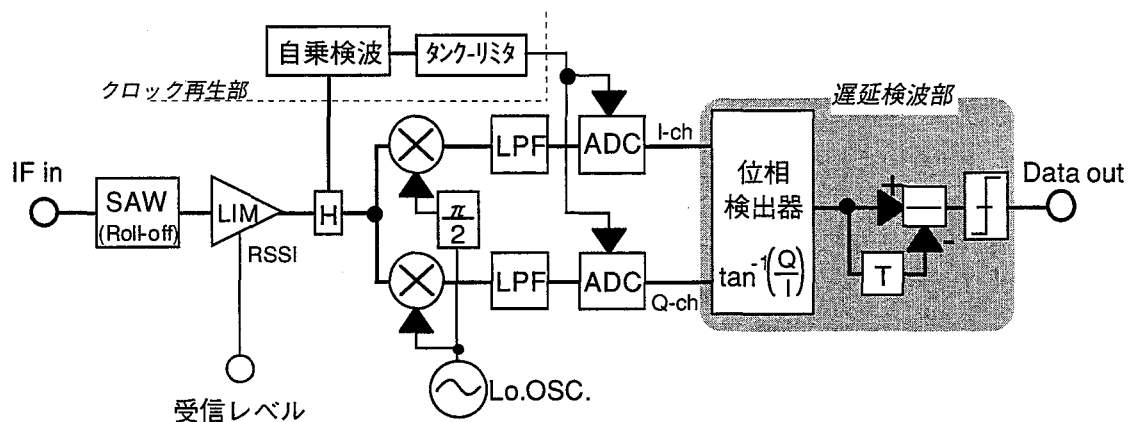 自乗検波
タンク-リミタ
クロック再生部
遅延検波部
IF in
SAW
(Roll-off)
LIM
RSSI
H
π/2
LPF
ADC
I-ch
LPF
ADC
Q-ch
位相
検出器
tan⁻¹(Q/I)
+
-
T
Data out
Lo.OSC.
受信レベル